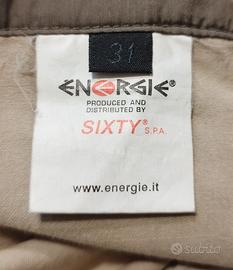 31
ENERGIE®
PRODUCED AND
DISTRIBUTED BY
SIXTY® S.P.A.
www.energie.it
SUBITO